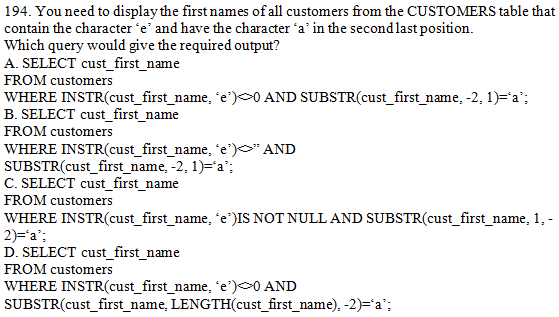 194. You need to display the first names of all customers from the CUSTOMERS table that
contain the character ‘e’ and have the character ‘a’ in the second last position.
Which query would give the required output?
A. SELECT cust_first_name
FROM customers
WHERE INSTR(cust_first_name, ‘e’)<>0 AND SUBSTR(cust_first_name, -2, 1)=‘a’;
B. SELECT cust_first_name
FROM customers
WHERE INSTR(cust_first_name, ‘e’)<>” AND
SUBSTR(cust_first_name, -2, 1)=‘a’;
C. SELECT cust_first_name
FROM customers
WHERE INSTR(cust_first_name, ‘e’)IS NOT NULL AND SUBSTR(cust_first_name, 1, -
2)=‘a’;
D. SELECT cust_first_name
FROM customers
WHERE INSTR(cust_first_name, ‘e’)<>0 AND
SUBSTR(cust_first_name, LENGTH(cust_first_name), -2)=‘a’;